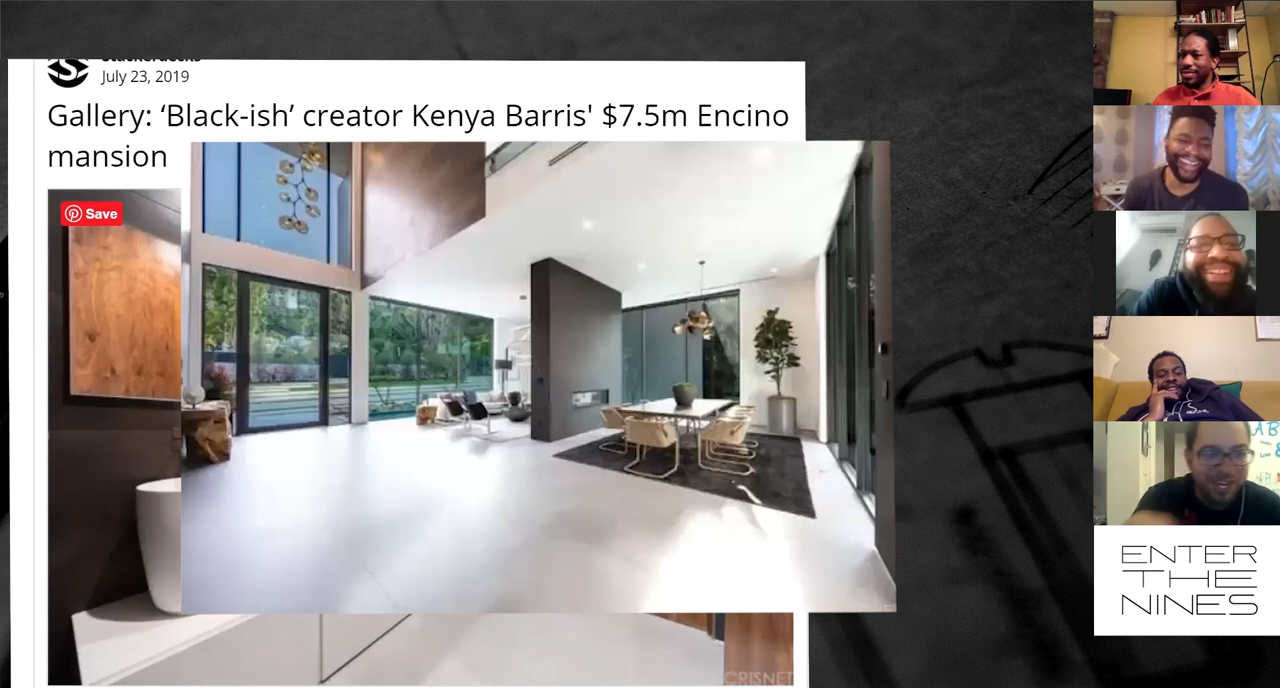 July 23, 2019
Gallery: ‘Black-ish’ creator Kenya Barris' $7.5m Encino
mansion
Save
CRISNET
A B
ENTER
THE
NINES